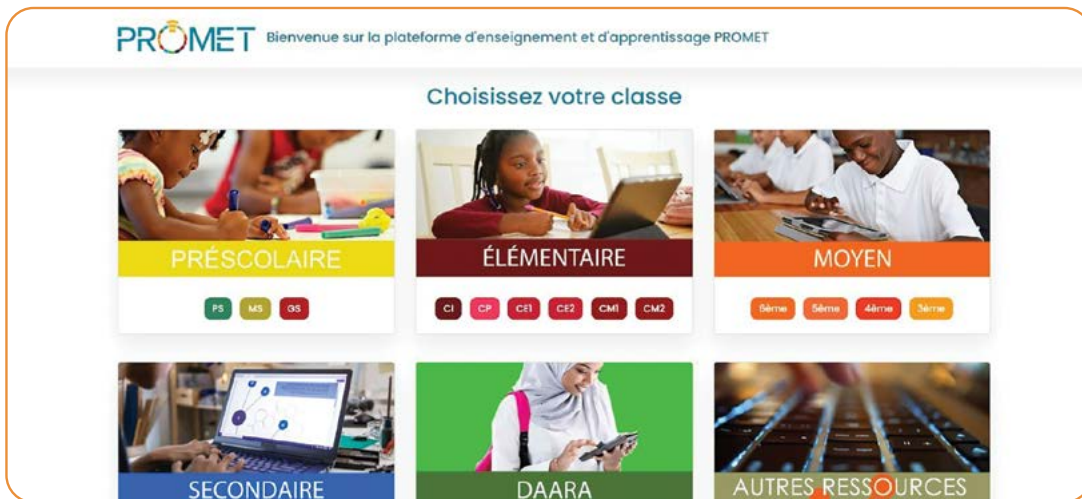 PROMET Bienvenue sur la plateforme d'enseignement et d'apprentissage PROMET
Choisissez votre classe
PRÉSCOLAIRE
ÉLÉMENTAIRE
MOYEN
PS MS GS
CI CP CE1 CE2 CM1 CM2
6ème 5ème 4ème 3ème
SECONDAIRE
DAARA
AUTRES RESSOURCES